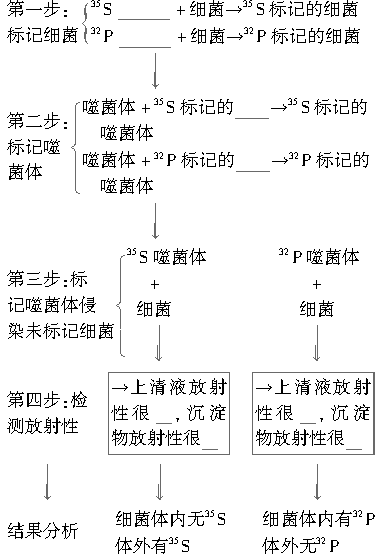 第一步：
标记细菌
³⁵S ______ + 细菌→³⁵S 标记的细菌
³²P ______ + 细菌→³²P 标记的细菌
第二步：
标记噬
菌体
噬菌体 + ³⁵S 标记的____→³⁵S 标记的
噬菌体
噬菌体 + ³²P 标记的____→³²P 标记的
噬菌体
第三步：标
记噬菌体侵
染未标记细菌
³⁵S 噬菌体
+
细菌
³²P 噬菌体
+
细菌
第四步：检
测放射性
→上清液放射
性很__，沉淀
物放射性很__
→上清液放射
性很__，沉淀
物放射性很__
结果分析
细菌体内无³⁵S
体外有³⁵S
细菌体内有³²P
体外无³²P